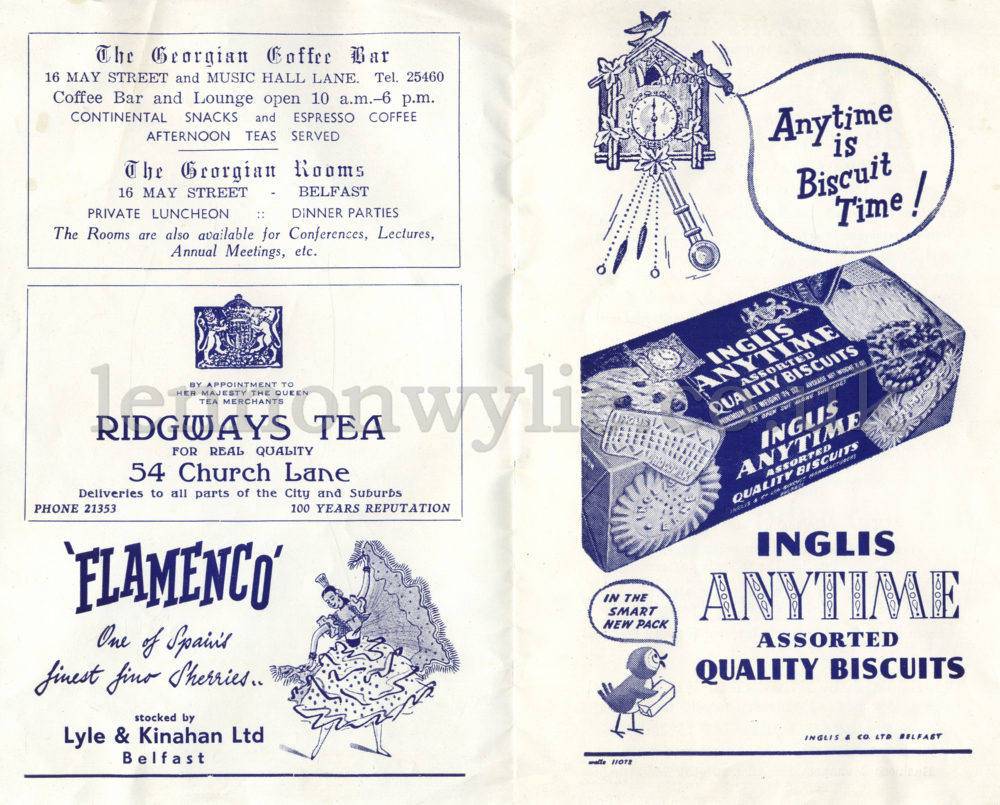 The Georgian Coffee Bar
16 MAY STREET and MUSIC HALL LANE. Tel. 25460
Coffee Bar and Lounge open 10 a.m.–6 p.m.
CONTINENTAL SNACKS and ESPRESSO COFFEE
AFTERNOON TEAS SERVED
The Georgian Rooms
16 MAY STREET - BELFAST
PRIVATE LUNCHEON :: DINNER PARTIES
The Rooms are also available for Conferences, Lectures,
Annual Meetings, etc.
BY APPOINTMENT TO
HER MAJESTY THE QUEEN
TEA MERCHANTS
RIDGWAYS TEA
FOR REAL QUALITY
54 Church Lane
Deliveries to all parts of the City and Suburbs
PHONE 21353 100 YEARS REPUTATION
'FLAMENCO'
One of Spain's
finest fino Sherries..
stocked by
Lyle & Kinahan Ltd
Belfast
Anytime
is
Biscuit
Time!
INGLIS
ANYTIME
ASSORTED
QUALITY BISCUITS
INGLIS
ANYTIME
ASSORTED
QUALITY BISCUITS
INGLIS
ANYTIME
ASSORTED
QUALITY BISCUITS
IN THE
SMART
NEW PACK
INGLIS & CO. LTD BELFAST
wells 11072
lennonwylie.co.uk